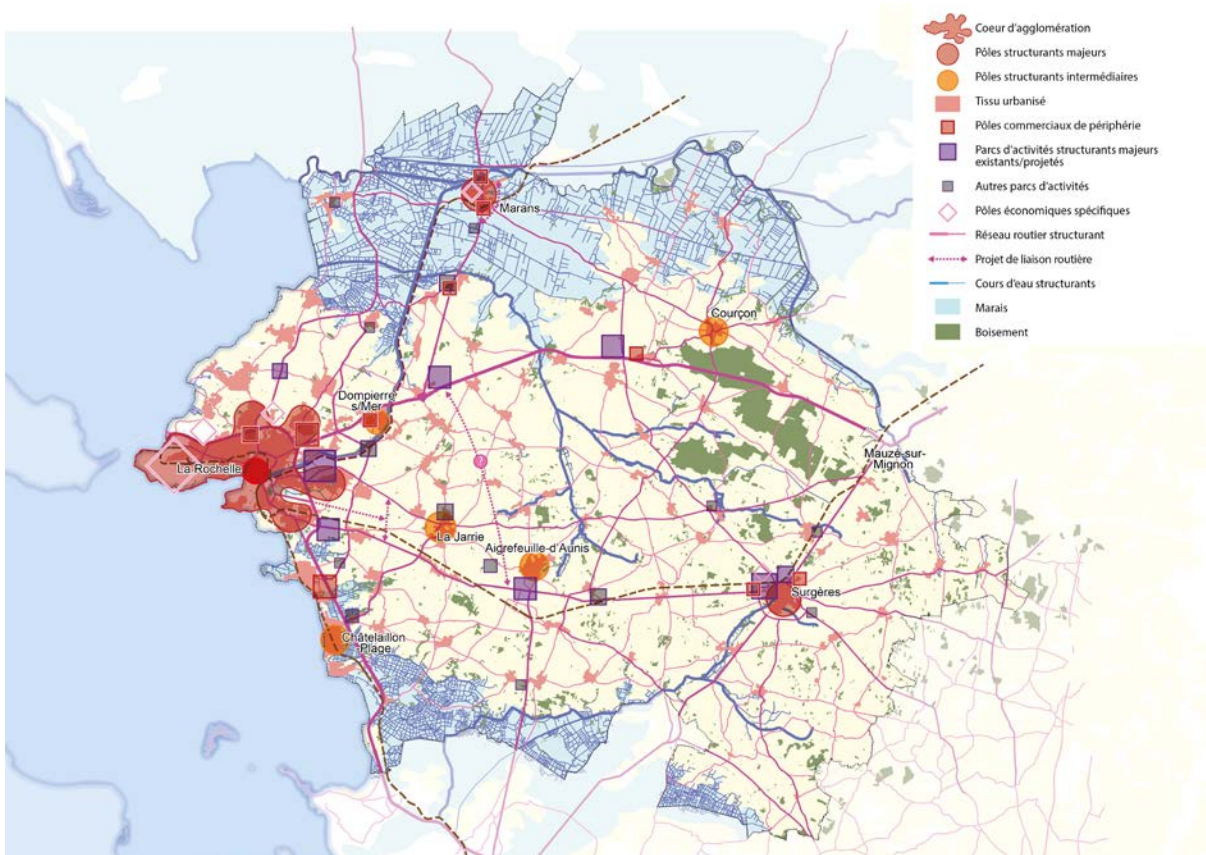 Coeur d'agglomération
Pôles structurants majeurs
Pôles structurants intermédiaires
Tissu urbanisé
Pôles commerciaux de périphérie
Parcs d'activités structurants majeurs
existants/projetés
Autres parcs d'activités
Pôles économiques spécifiques
Réseau routier structurant
Projet de liaison routière
Cours d'eau structurants
Marais
Boisement
Marans
Courçon
Dompierre
s/Mer
La Rochelle
Mauzé-sur-
Mignon
?
La Jarrie
Aigrefeuille-d'Aunis
Surgères
Châtelaillon
Plage